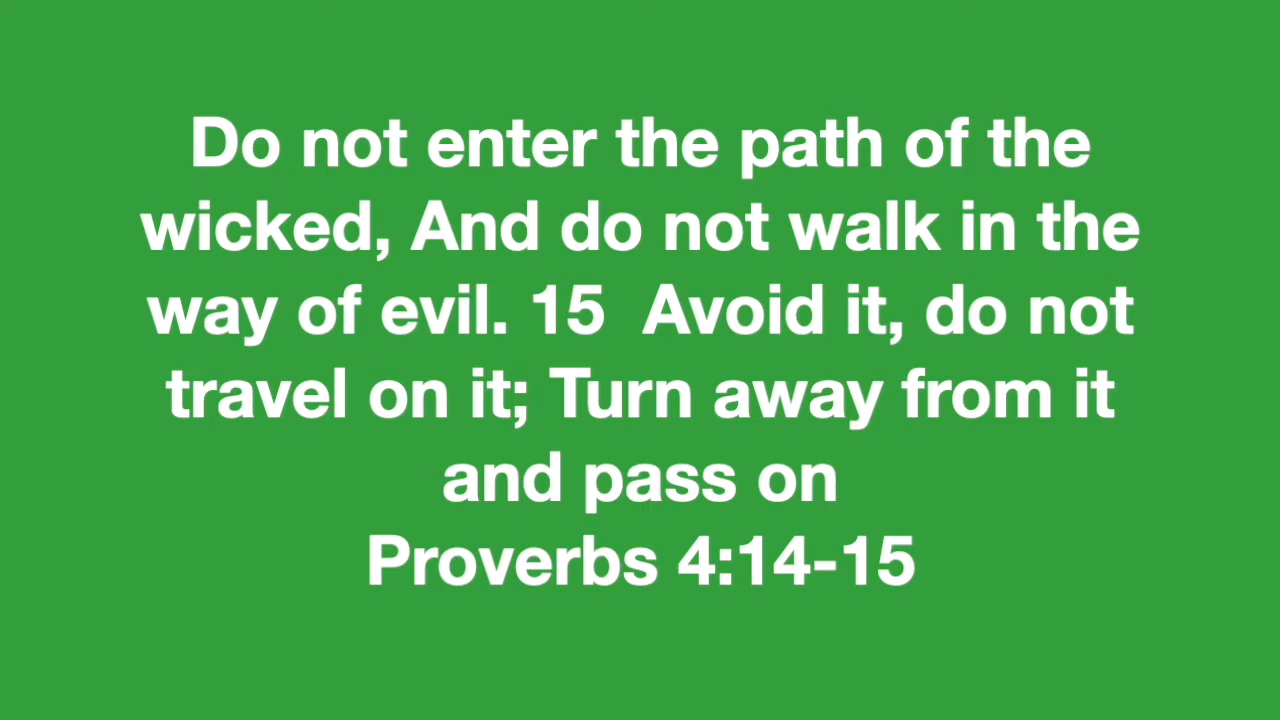 Do not enter the path of the
wicked, And do not walk in the
way of evil. 15  Avoid it, do not
travel on it; Turn away from it
and pass on
Proverbs 4:14-15